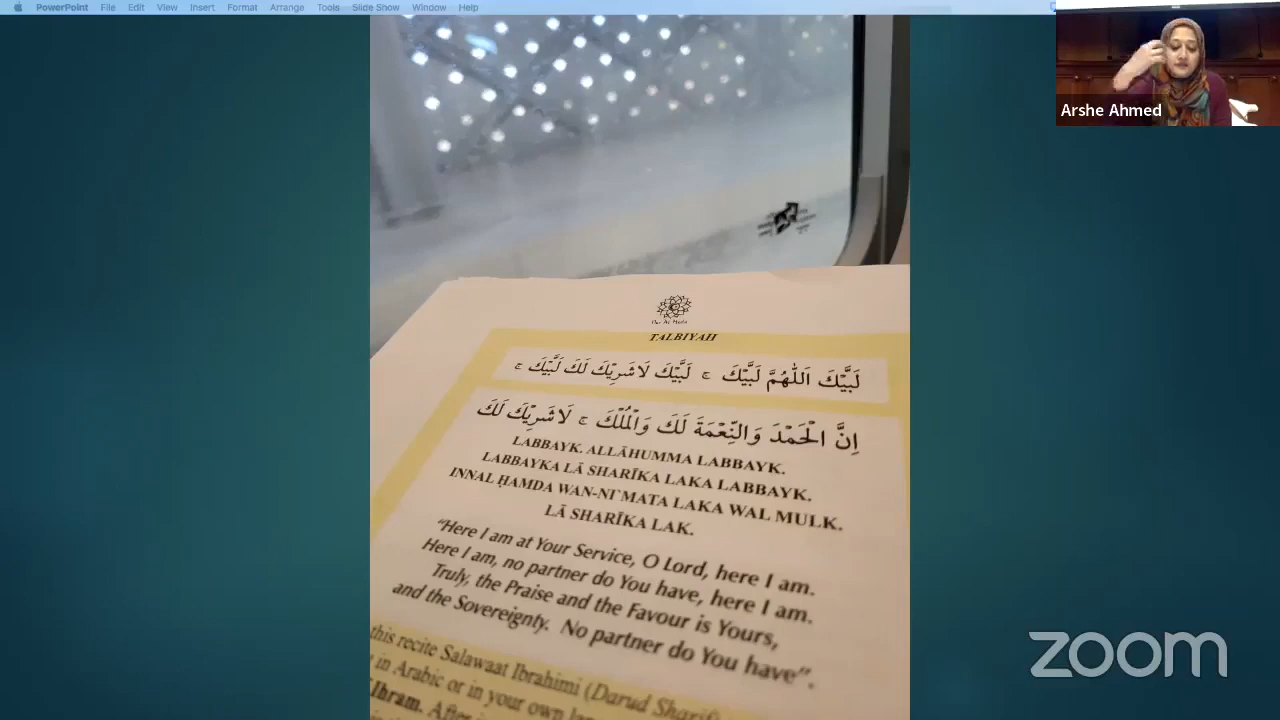 PowerPoint File Edit View Insert Format Arrange Tools Slide Show Window Help
Arshe Ahmed
TALBIYAH
لَبَّيْكَ اَللّٰهُمَّ لَبَّيْكَ ۚ لَبَّيْكَ لَاشَرِيْكَ لَكَ لَبَّيْكَ ۚ
اِنَّ الْحَمْدَ وَالنِّعْمَةَ لَكَ وَالْمُلْكَ ۚ لَاشَرِيْكَ لَكَ
LABBAYK. ALLĀHUMMA LABBAYK.
LABBAYKA LĀ SHARĪKA LAKA LABBAYK.
INNAL ḤAMDA WAN-NI`MATA LAKA WAL MULK.
LĀ SHARĪKA LAK.
"Here I am at Your Service, O Lord, here I am.
Here I am, no partner do You have, here I am.
Truly, the Praise and the Favour is Yours,
and the Sovereignty. No partner do You have".
this recite Salawaat Ibrahimi (Darud Sharif)
in Arabic or in your own
Ihram. After
zoom